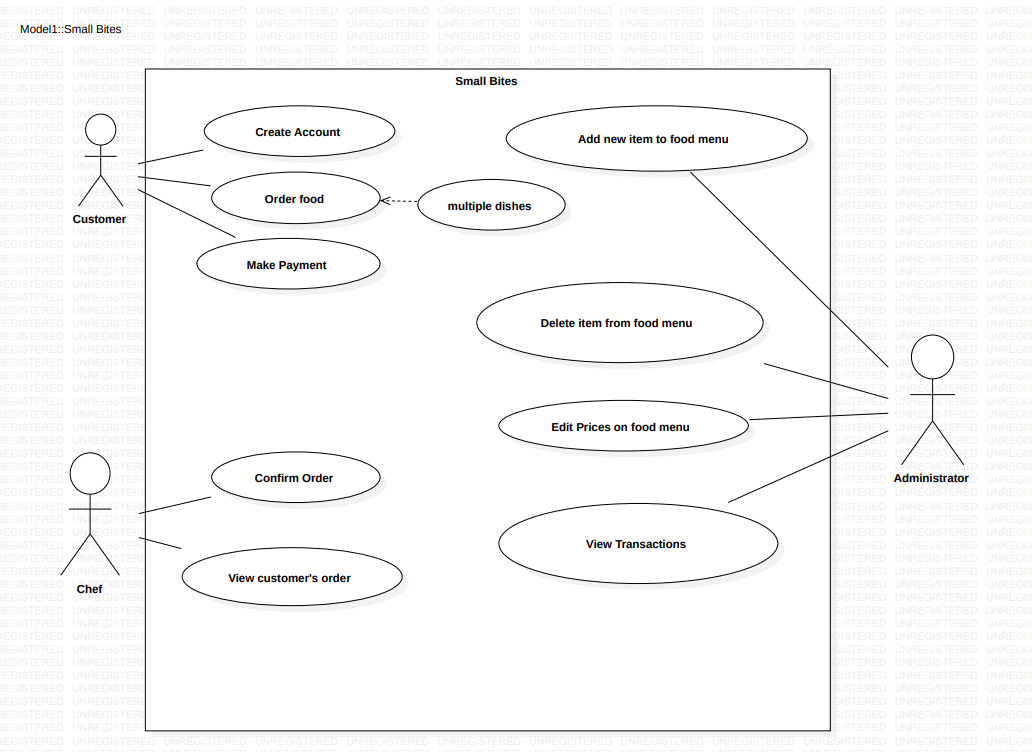 Model1::Small Bites
Small Bites
Create Account
Add new item to food menu
Order food
multiple dishes
Customer
Make Payment
Delete item from food menu
Edit Prices on food menu
Confirm Order
Administrator
View Transactions
View customer's order
Chef
UNREGISTERED